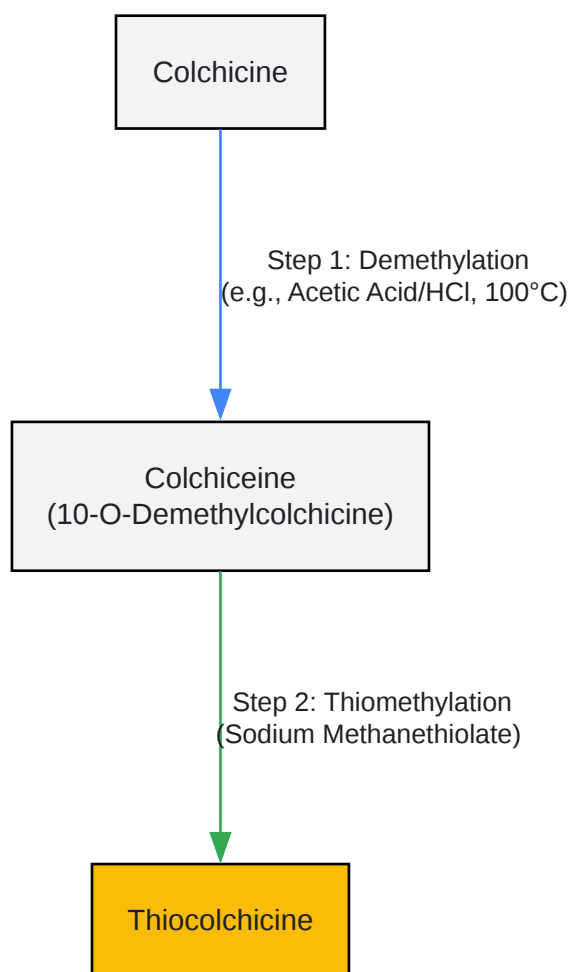 Colchicine
Step 1: Demethylation
(e.g., Acetic Acid/HCl, 100°C)
Colchiceine
(10-O-Demethylcolchicine)
Step 2: Thiomethylation
(Sodium Methanethiolate)
Thiocolchicine